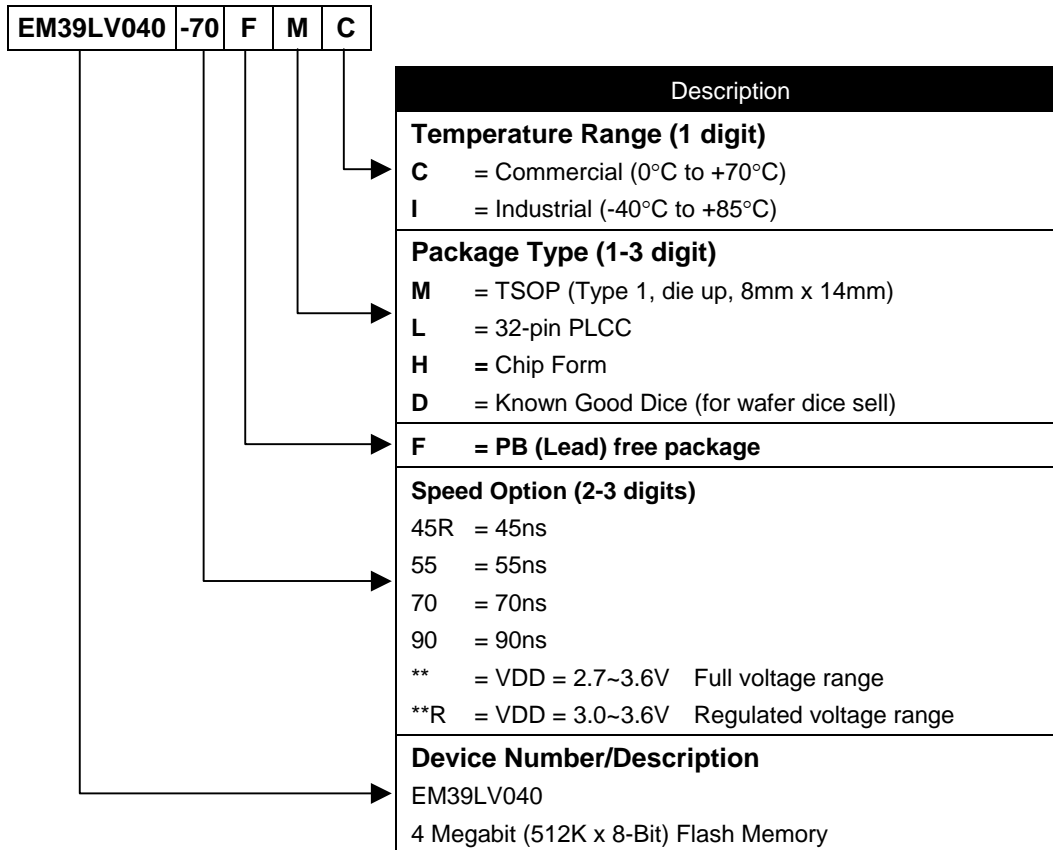 EM39LV040 -70 F M C
Description
Temperature Range (1 digit)
C = Commercial (0°C to +70°C)
I = Industrial (-40°C to +85°C)
Package Type (1-3 digit)
M = TSOP (Type 1, die up, 8mm x 14mm)
L = 32-pin PLCC
H = Chip Form
D = Known Good Dice (for wafer dice sell)
F = PB (Lead) free package
Speed Option (2-3 digits)
45R = 45ns
55 = 55ns
70 = 70ns
90 = 90ns
** = VDD = 2.7~3.6V Full voltage range
**R = VDD = 3.0~3.6V Regulated voltage range
Device Number/Description
EM39LV040
4 Megabit (512K x 8-Bit) Flash Memory